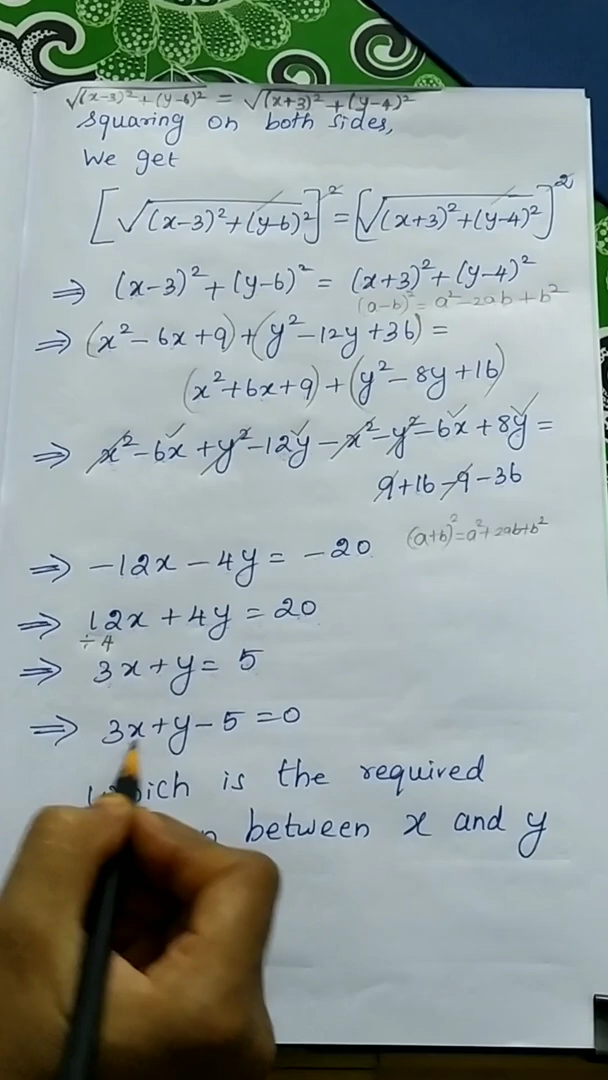 √(x-3)²+(y-6)² = √(x+3)²+(y-4)²
Squaring on both sides,
We get
[√(x-3)²+(y-6)²]² = [√(x+3)²+(y-4)²]²
⇒ (x-3)²+(y-6)² = (x+3)²+(y-4)²
(a-b)² = a²-2ab+b²
⇒ (x²-6x+9)+(y²-12y+36) =
(x²+6x+9)+(y²-8y+16)
⇒ x²-6x+y²-12y-x²-y²-6x+8y =
9+16-9-36
(a+b)²=a²+2ab+b²
⇒ -12x-4y = -20
⇒ 12x+4y = 20
÷4
⇒ 3x+y = 5
⇒ 3x+y-5 = 0
which is the required
between x and y